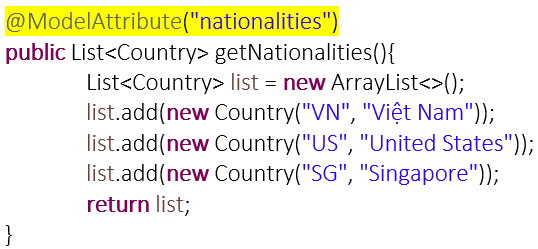 @ModelAttribute("nationalities")
public List<Country> getNationalities(){
List<Country> list = new ArrayList<>();
list.add(new Country("VN", "Việt Nam"));
list.add(new Country("US", "United States"));
list.add(new Country("SG", "Singapore"));
return list;
}